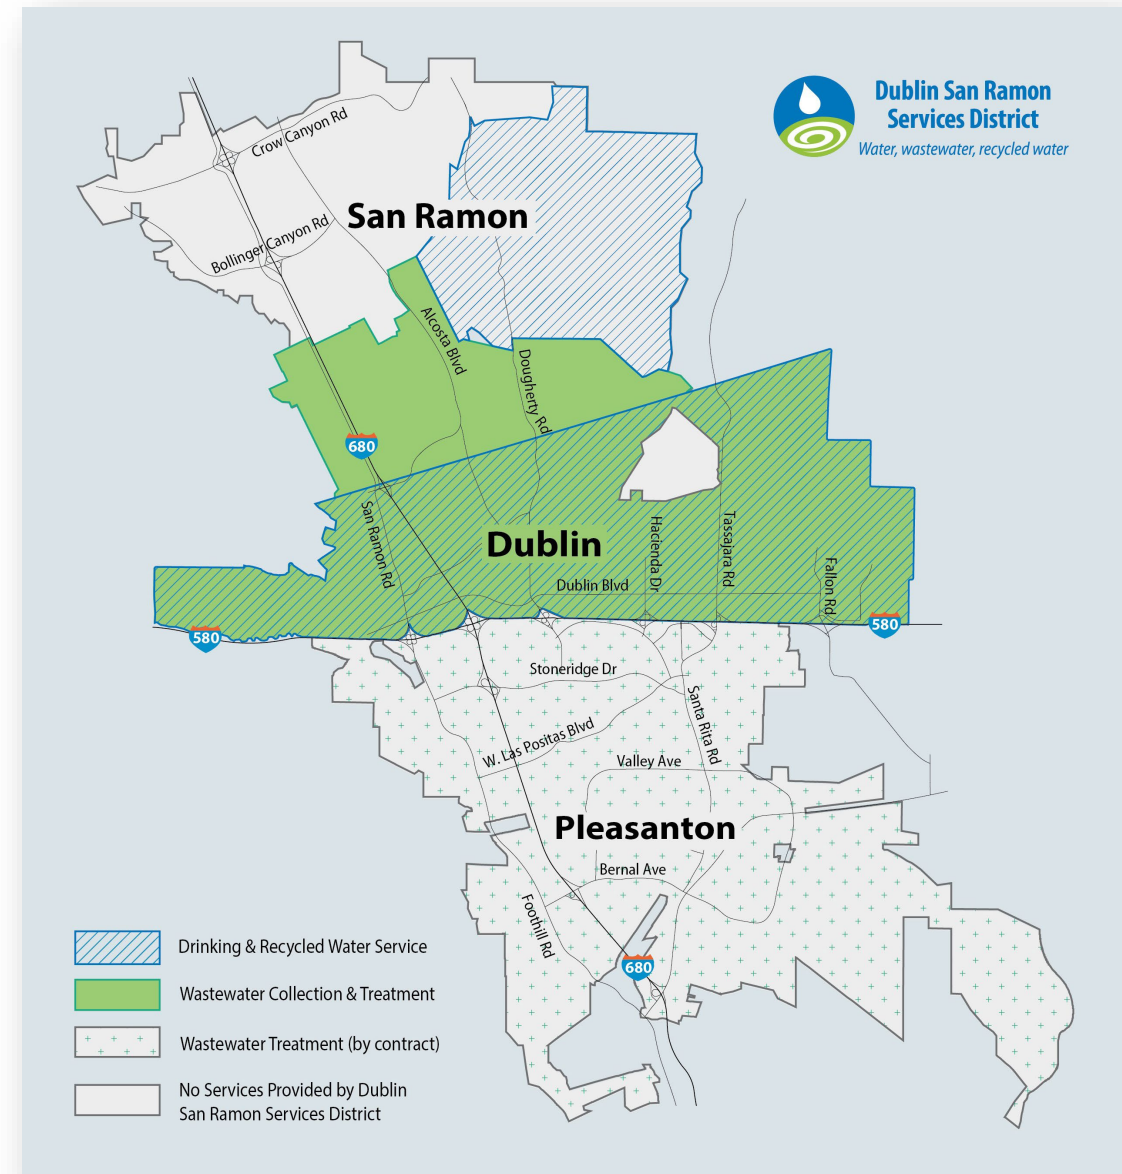 Dublin San Ramon
Services District
Water, wastewater, recycled water
Crow Canyon Rd
San Ramon
Bollinger Canyon Rd
Alcosta Blvd
Dougherty Rd
680
San Ramon Rd
Dublin
Hacienda Dr
Tassajara Rd
Fallon Rd
Dublin Blvd
580
580
Stoneridge Dr
Santa Rita Rd
W. Las Positas Blvd
Valley Ave
Pleasanton
Bernal Ave
Foothill Rd
680
Drinking & Recycled Water Service
Wastewater Collection & Treatment
Wastewater Treatment (by contract)
No Services Provided by Dublin
San Ramon Services District